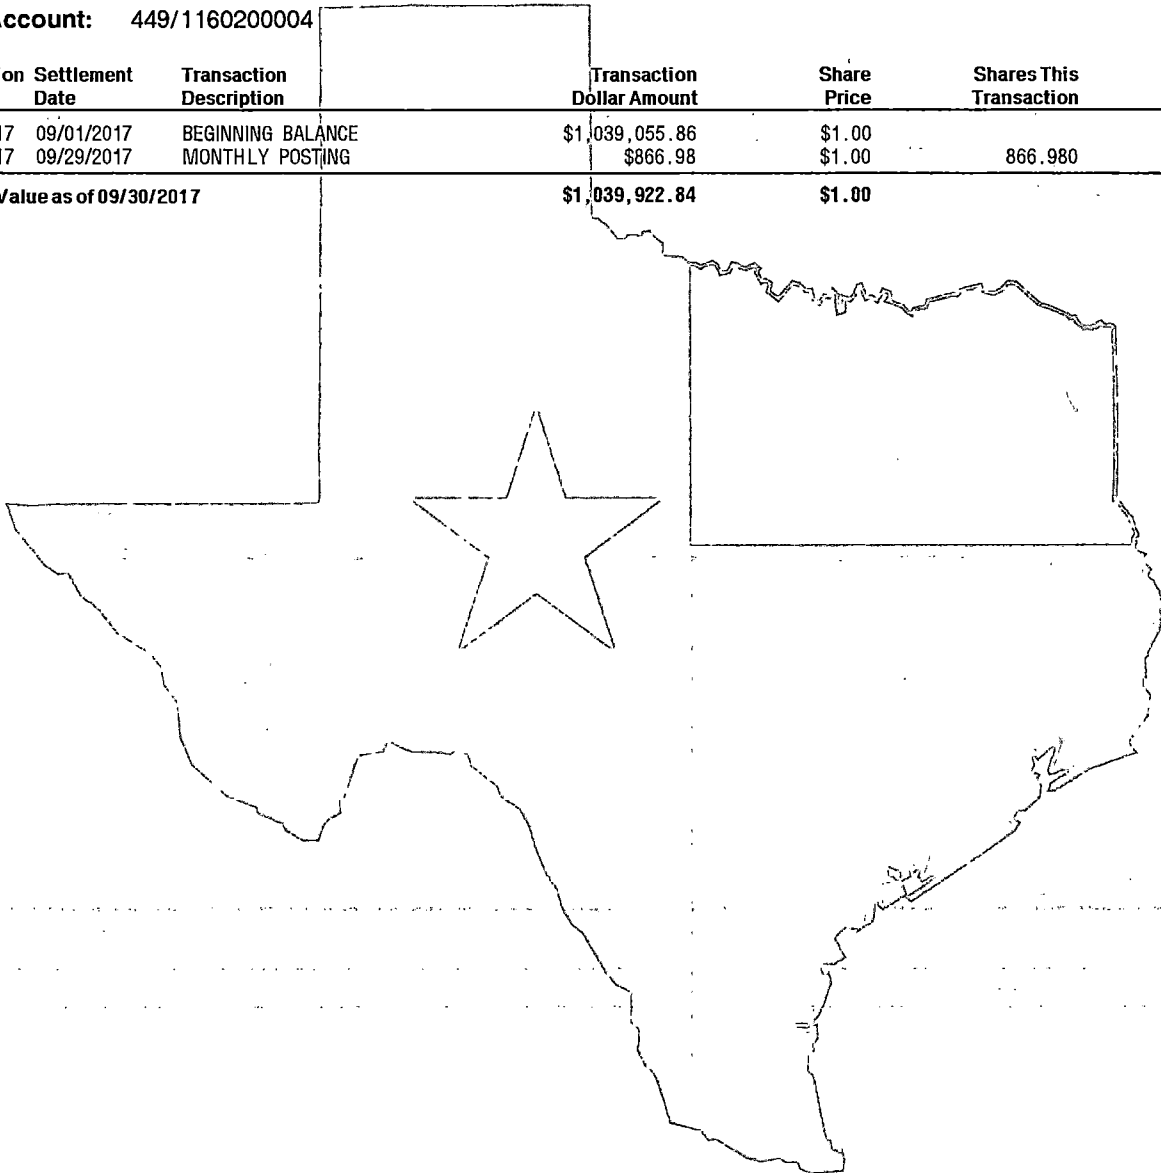 Account: 449/1160200004
on Settlement Transaction Transaction Share Shares This
Date Description Dollar Amount Price Transaction
17 09/01/2017 BEGINNING BALANCE $1,039,055.86 $1.00
17 09/29/2017 MONTHLY POSTING $866.98 $1.00 866.980
Value as of 09/30/2017 $1,039,922.84 $1.00